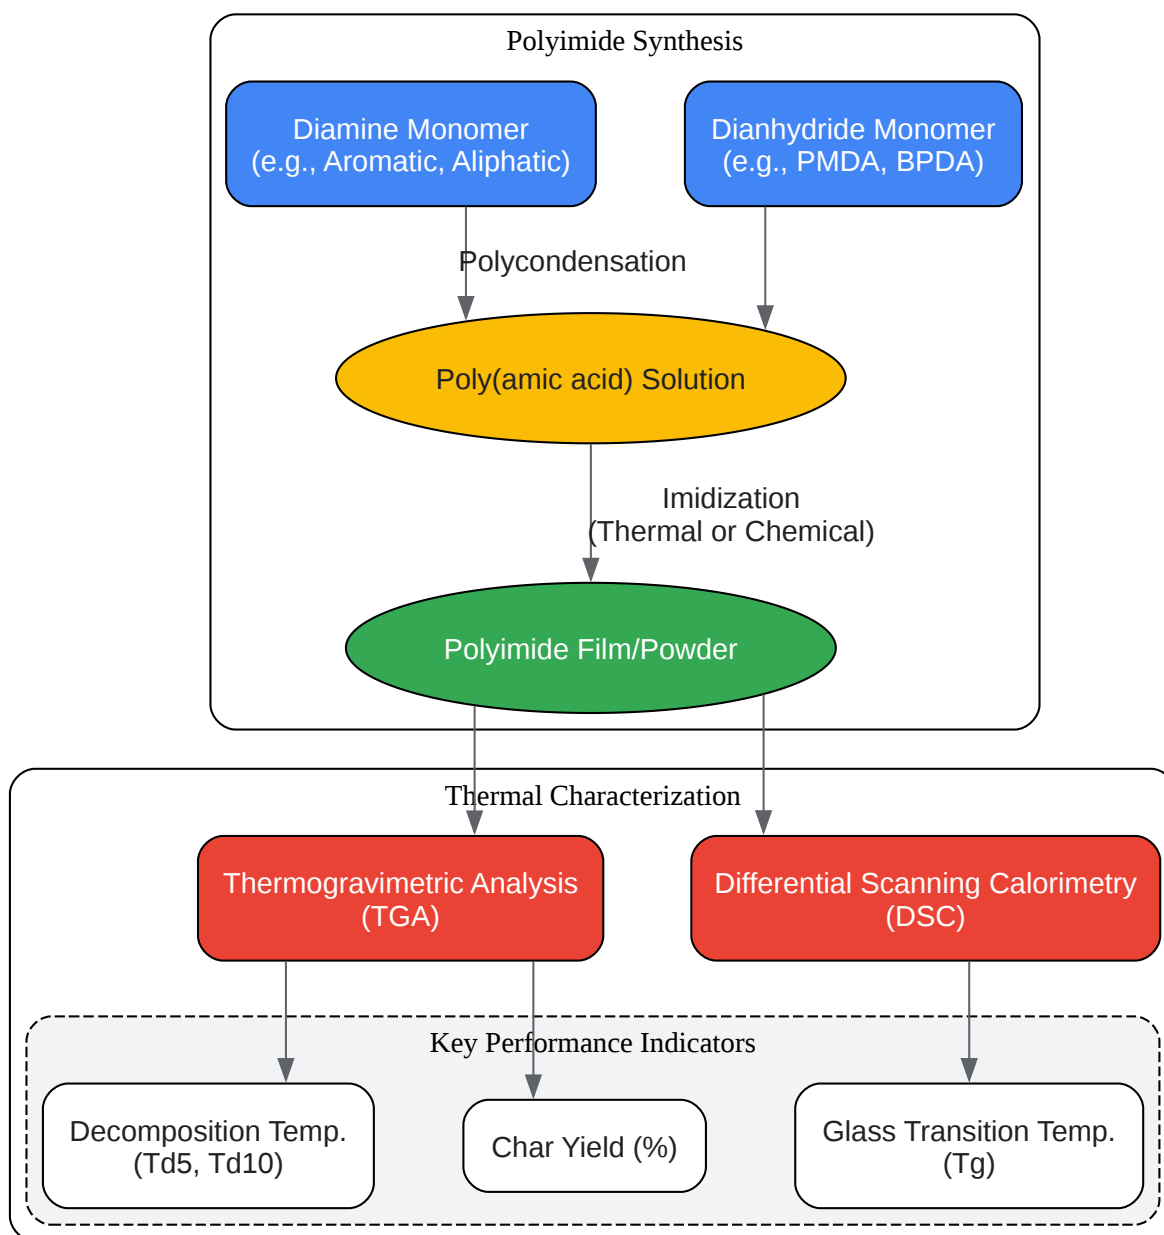 Polyimide Synthesis
Diamine Monomer
(e.g., Aromatic, Aliphatic)
Dianhydride Monomer
(e.g., PMDA, BPDA)
Polycondensation
Poly(amic acid) Solution
Imidization
(Thermal or Chemical)
Polyimide Film/Powder
Thermal Characterization
Thermogravimetric Analysis
(TGA)
Differential Scanning Calorimetry
(DSC)
Key Performance Indicators
Decomposition Temp.
(Td5, Td10)
Char Yield (%)
Glass Transition Temp.
(Tg)